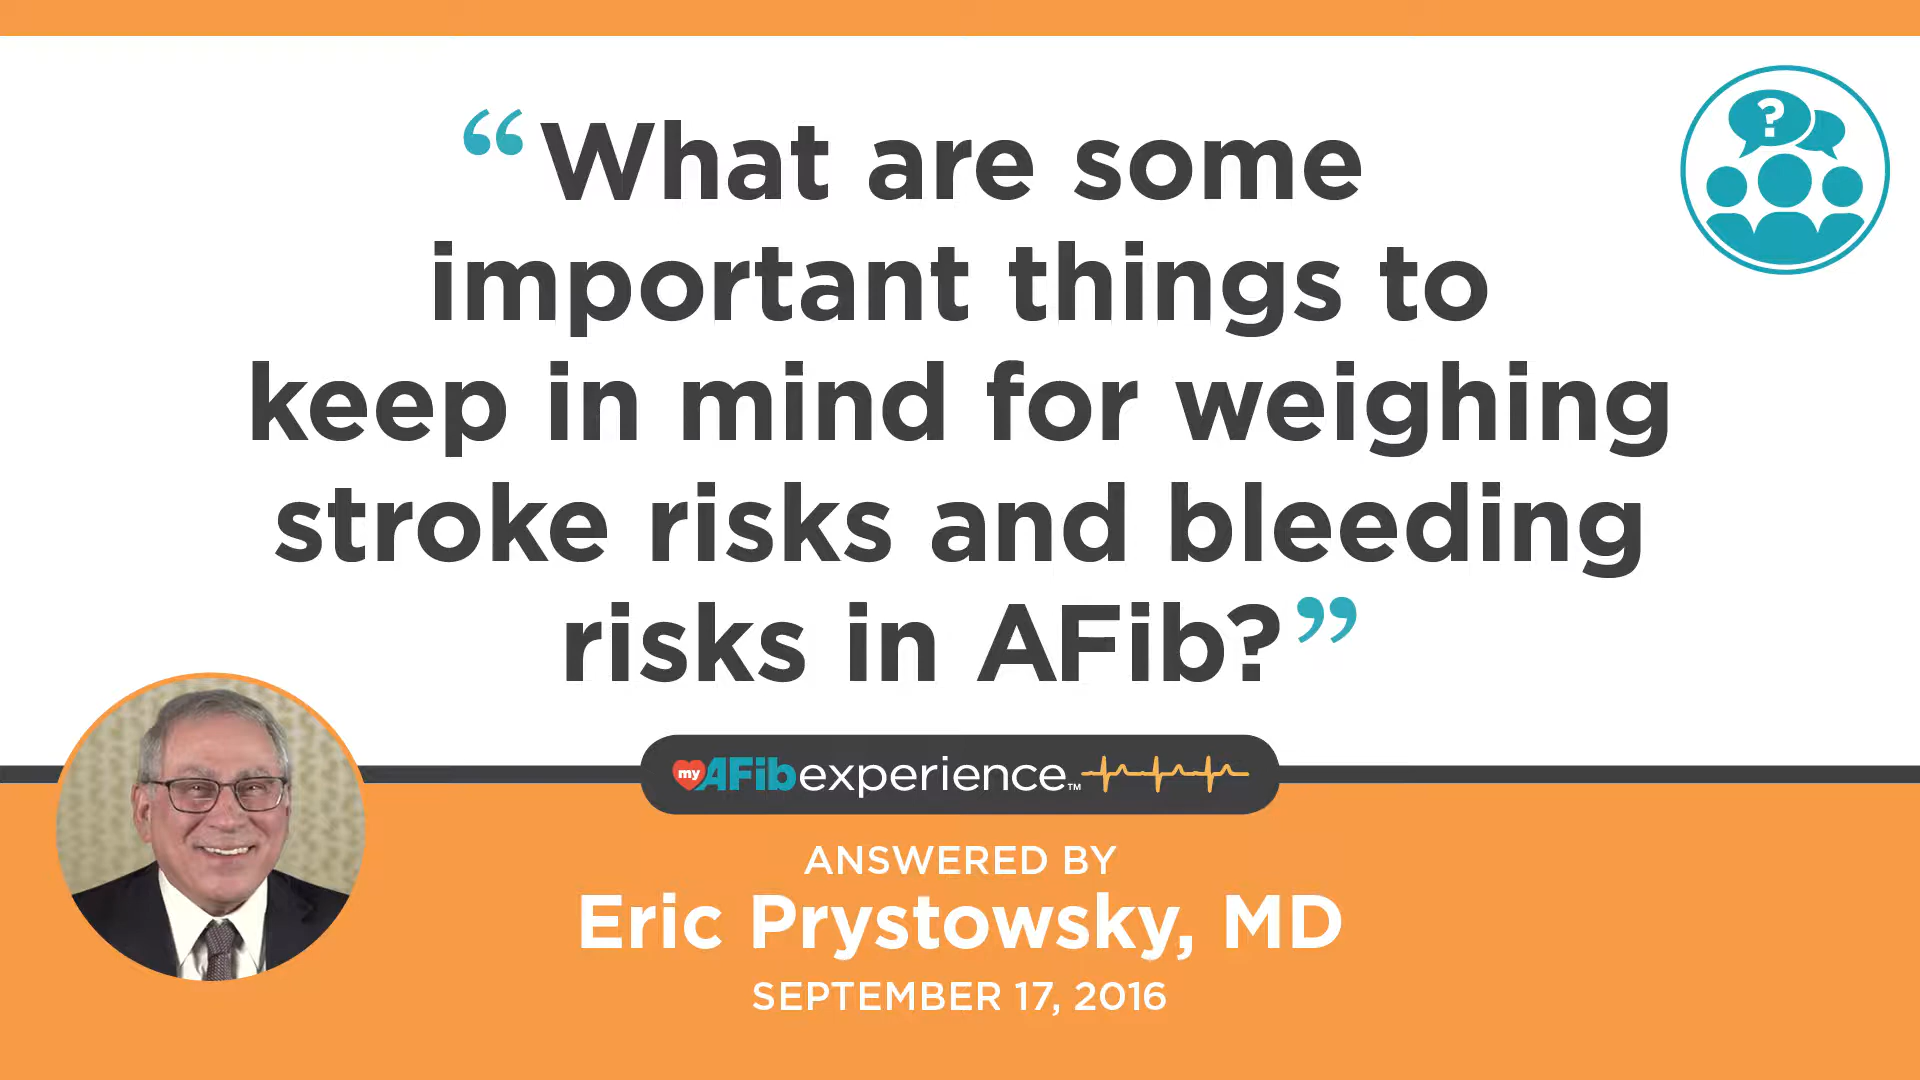 “What are some
important things to
keep in mind for weighing
stroke risks and bleeding
risks in AFib?”
?
myAFibexperience™
ANSWERED BY
Eric Prystowsky, MD
SEPTEMBER 17, 2016